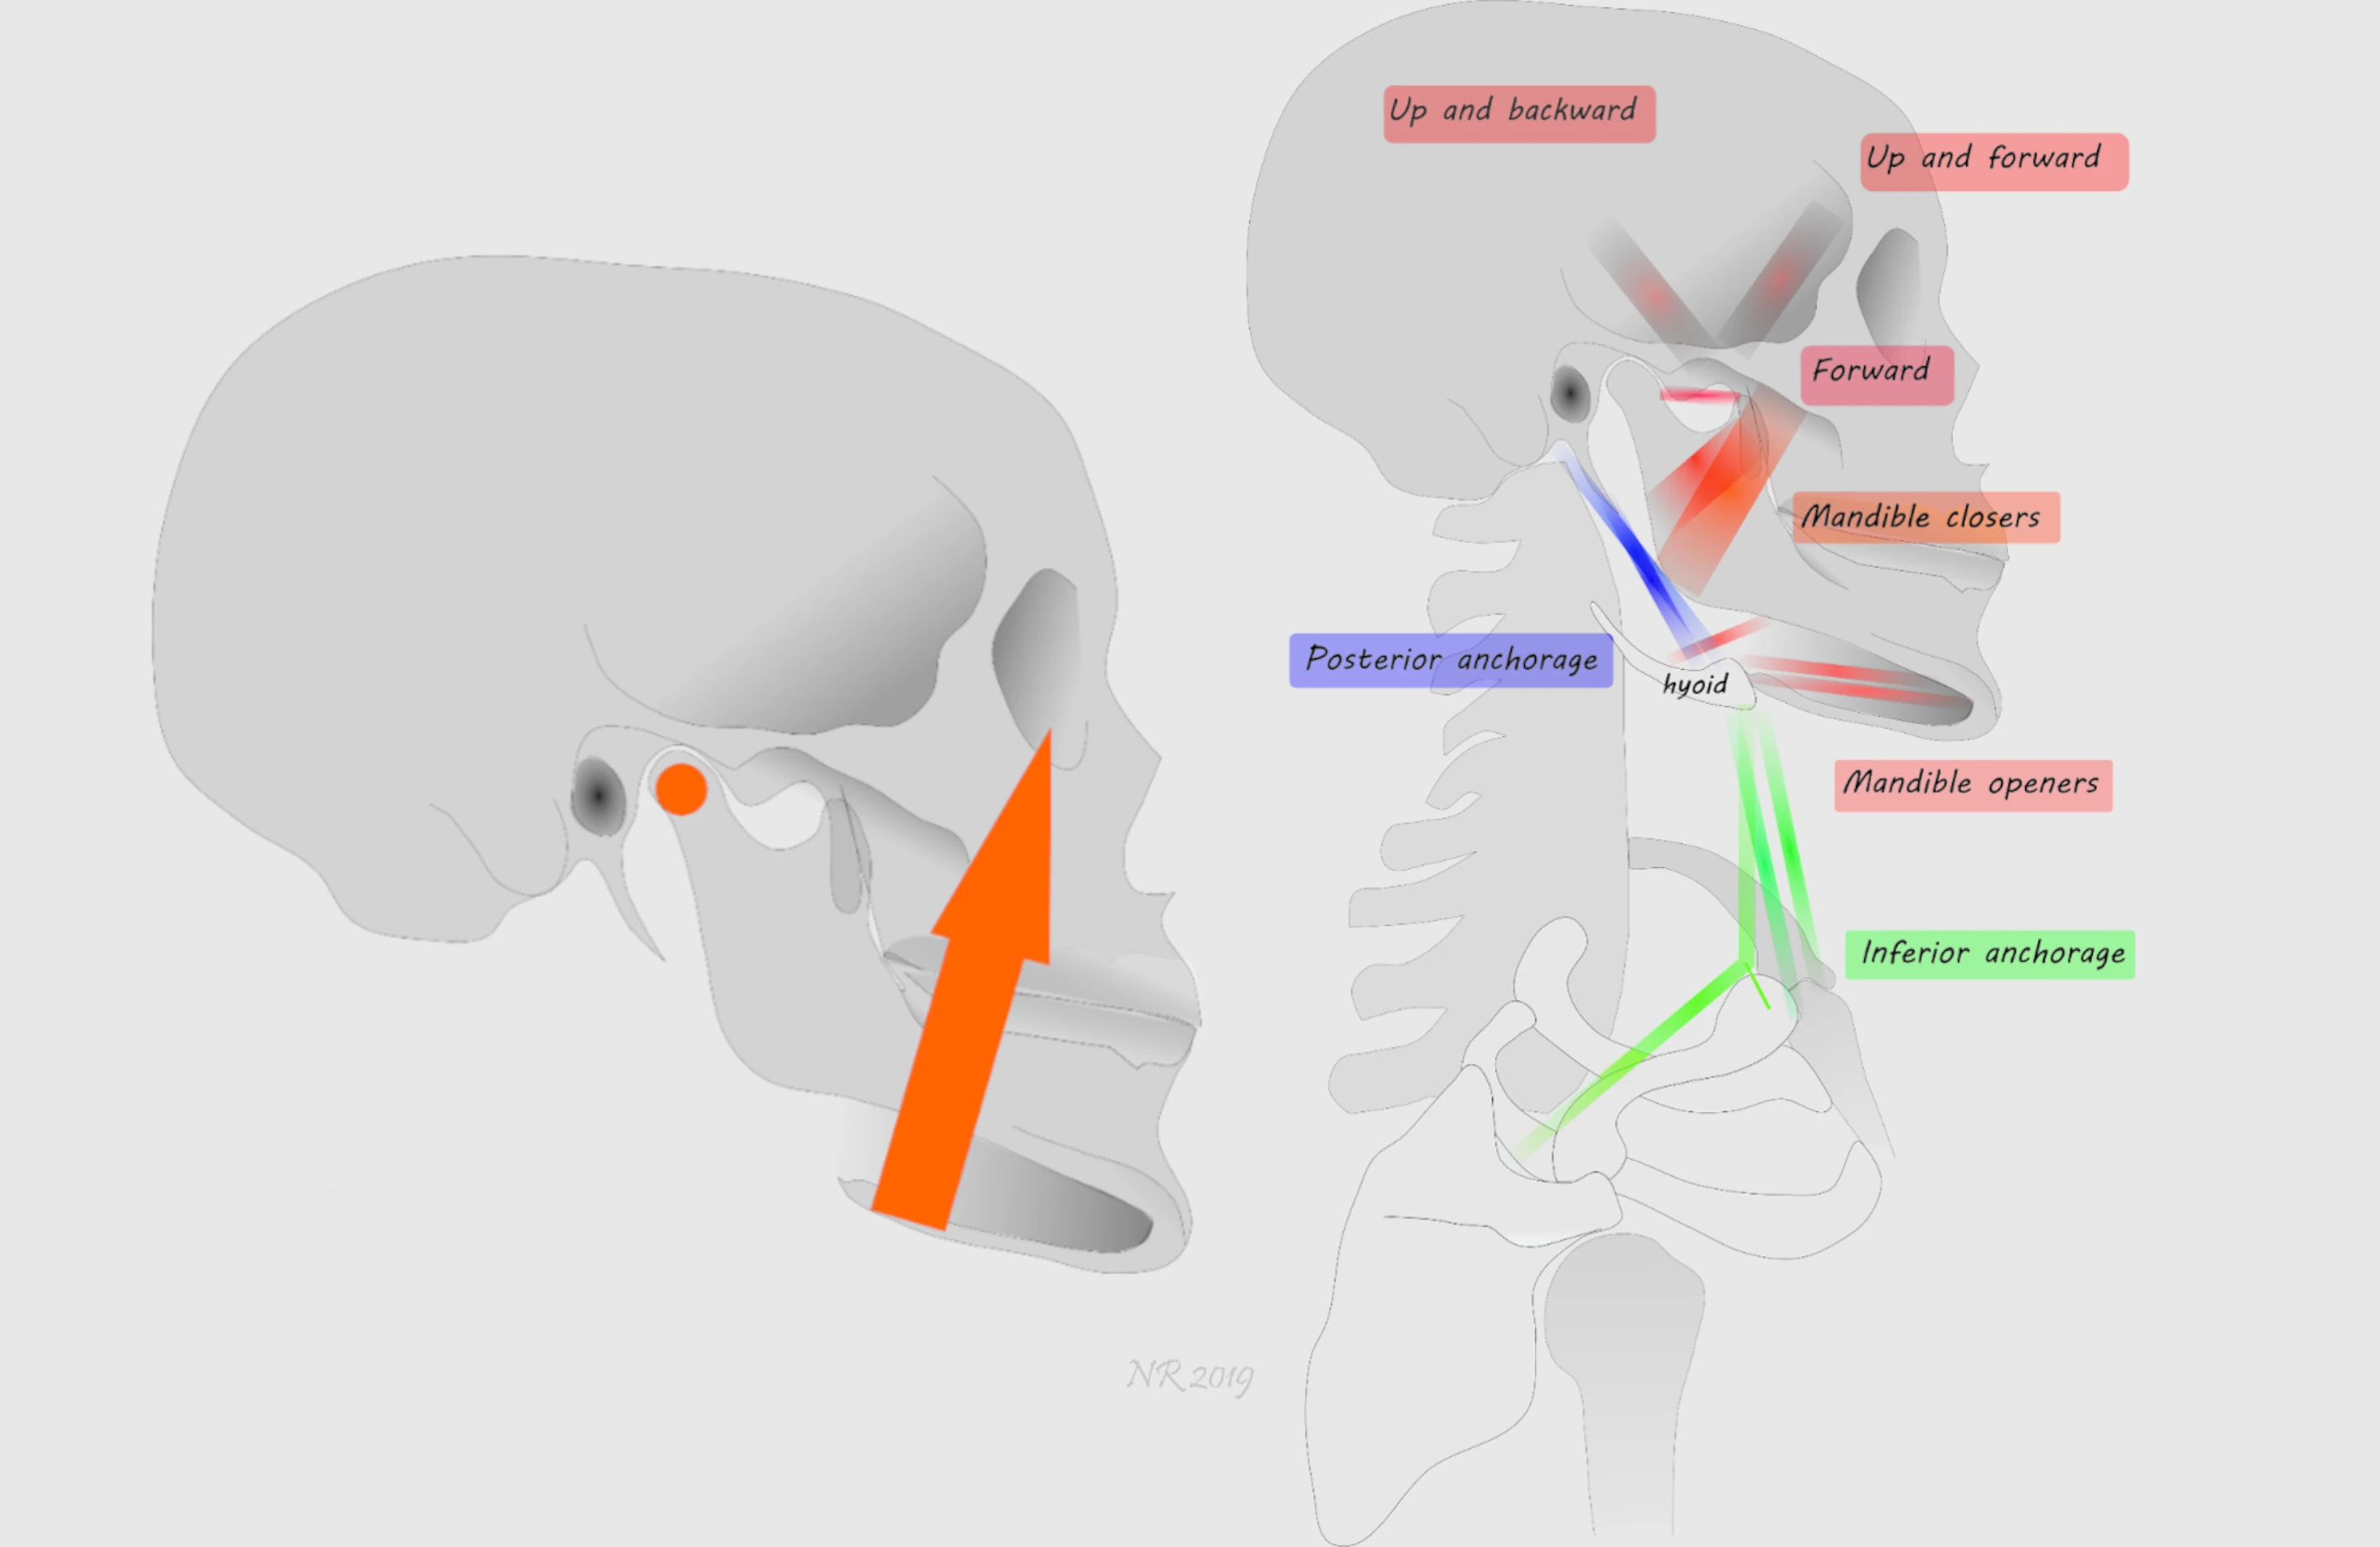 Up and backward
Up and forward
Forward
Mandible closers
Posterior anchorage
hyoid
Mandible openers
Inferior anchorage
NR 2019